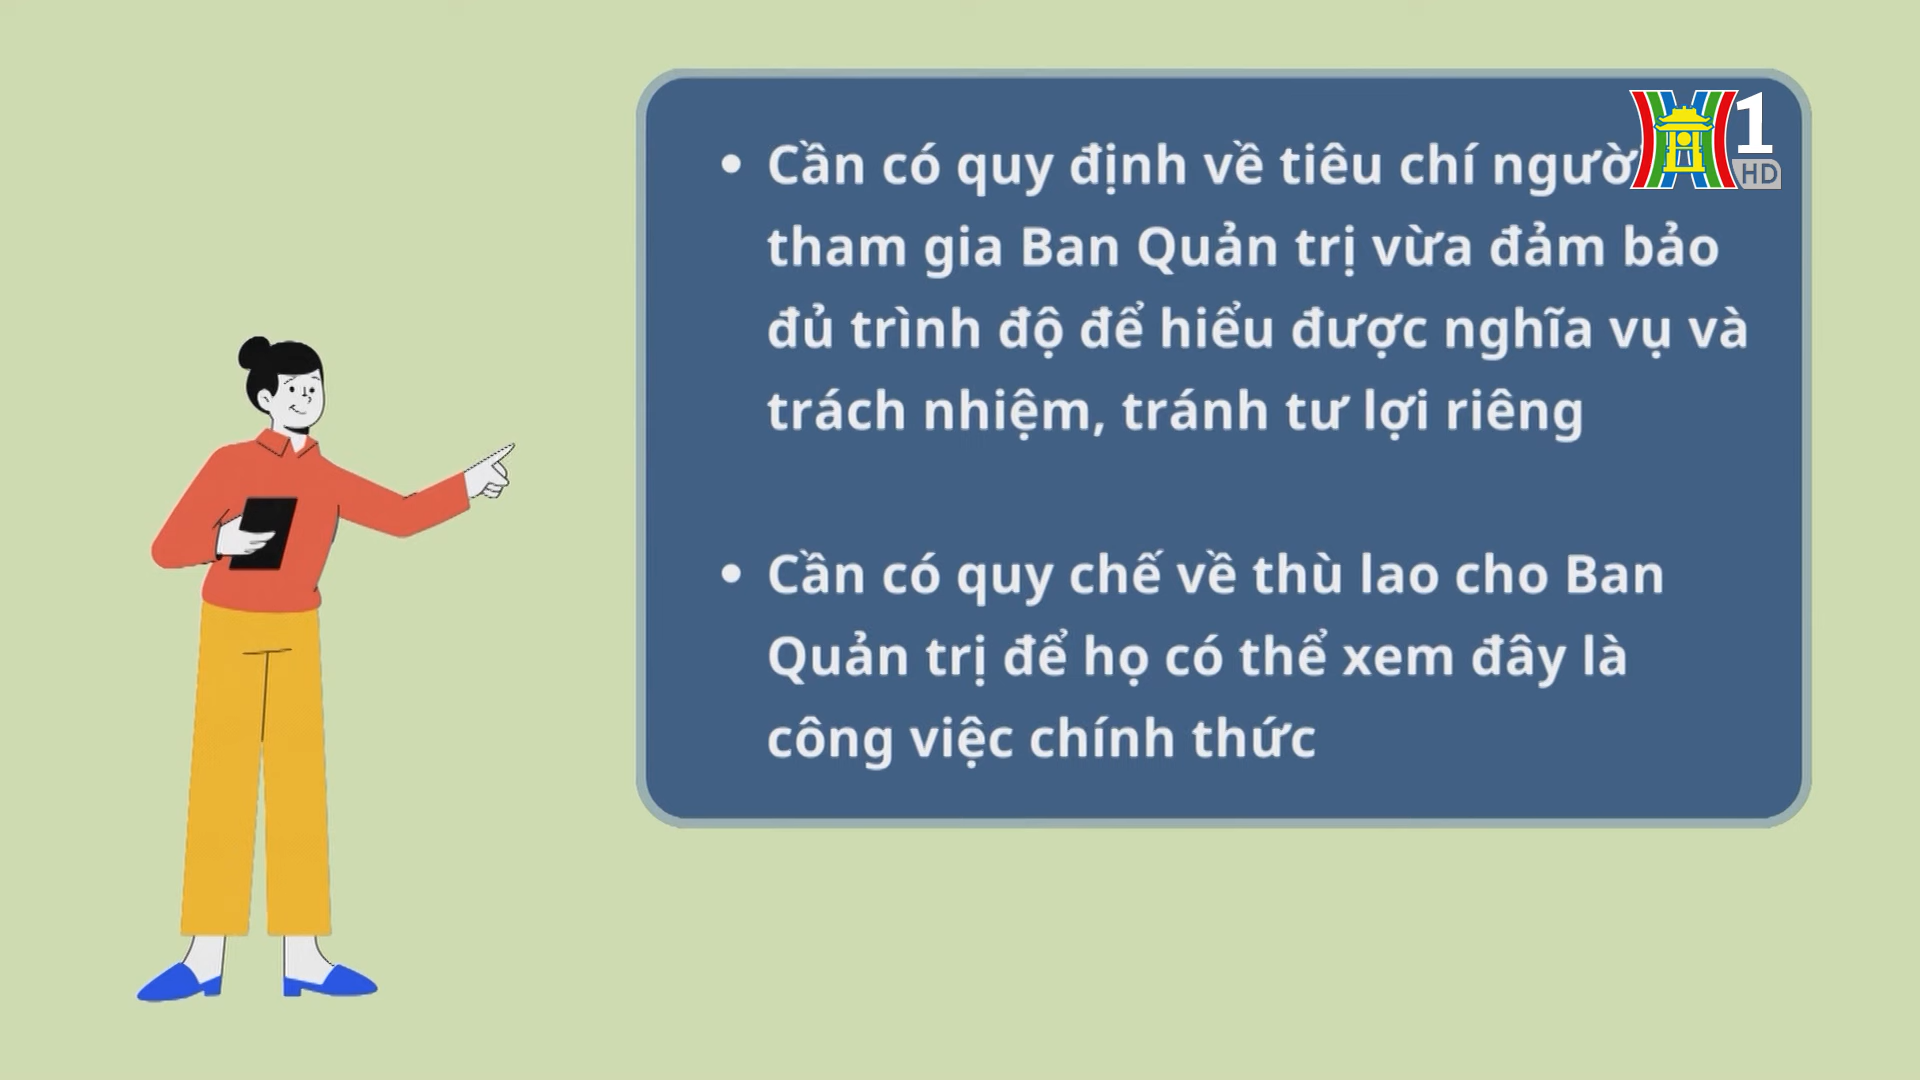 • Cần có quy định về tiêu chí người
tham gia Ban Quản trị vừa đảm bảo
đủ trình độ để hiểu được nghĩa vụ và
trách nhiệm, tránh tư lợi riêng
• Cần có quy chế về thù lao cho Ban
Quản trị để họ có thể xem đây là
công việc chính thức
H1
HD